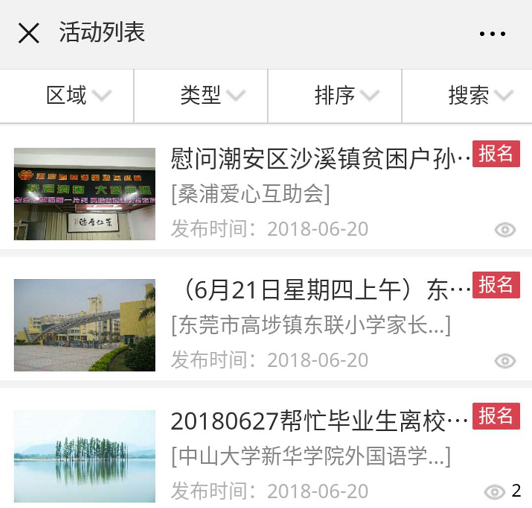 活动列表
区域 类型 排序 搜索
慰问潮安区沙溪镇贫困户孙… 报名
[桑浦爱心互助会]
发布时间：2018-06-20
（6月21日星期四上午）东… 报名
[东莞市高埗镇东联小学家长...]
发布时间：2018-06-20
20180627帮忙毕业生离校… 报名
[中山大学新华学院外国语学...]
发布时间：2018-06-20 2